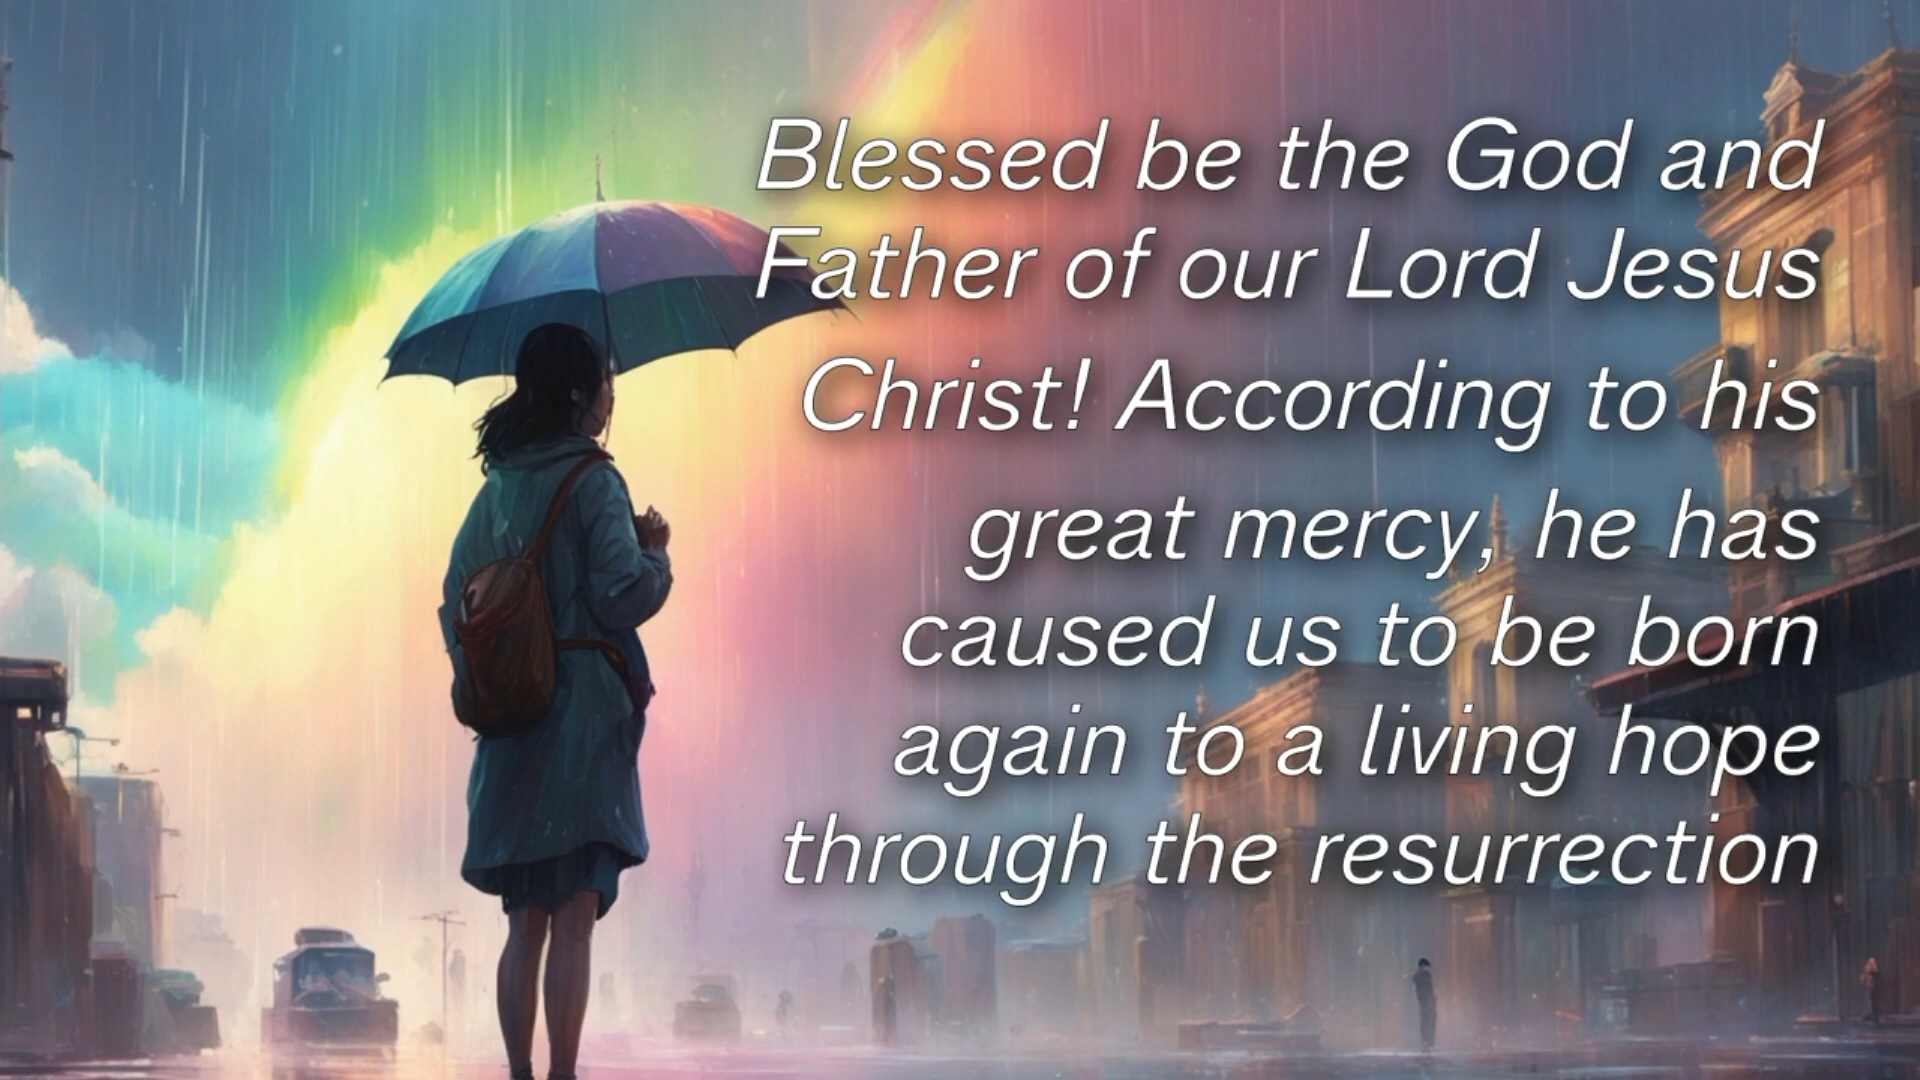 Blessed be the God and
Father of our Lord Jesus
Christ! According to his
great mercy, he has
caused us to be born
again to a living hope
through the resurrection